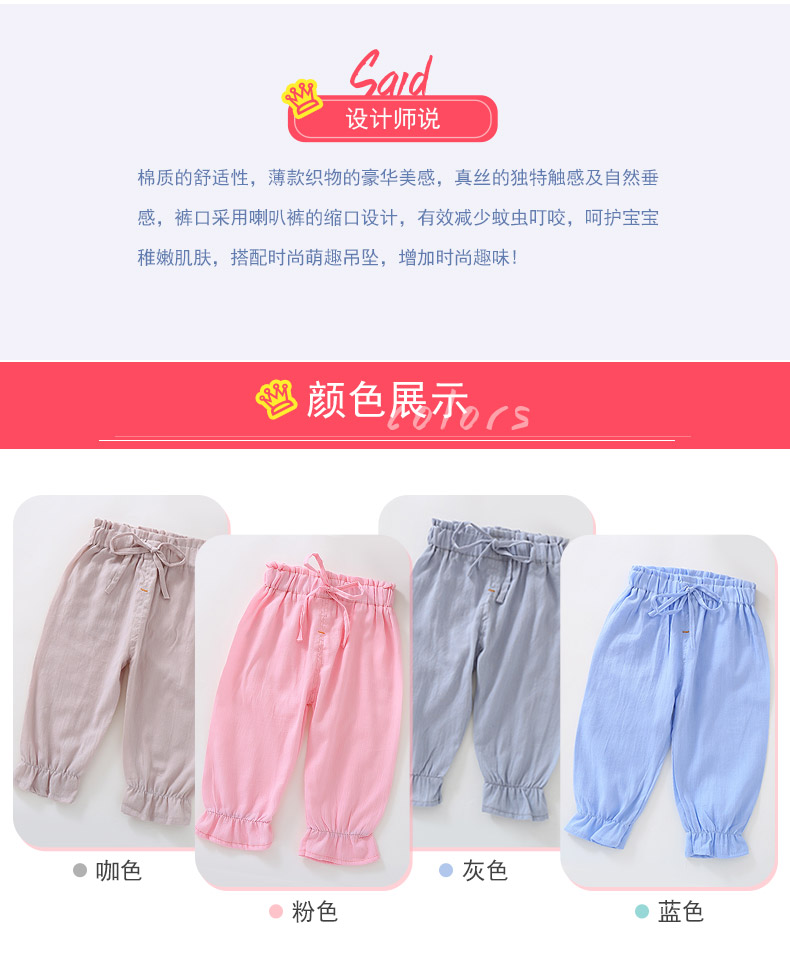 Said
设计师说
棉质的舒适性，薄款织物的豪华美感，真丝的独特触感及自然垂
感，裤口采用喇叭裤的缩口设计，有效减少蚊虫叮咬，呵护宝宝
稚嫩肌肤，搭配时尚萌趣吊坠，增加时尚趣味！
颜色展示
colors
咖色
灰色
粉色
蓝色